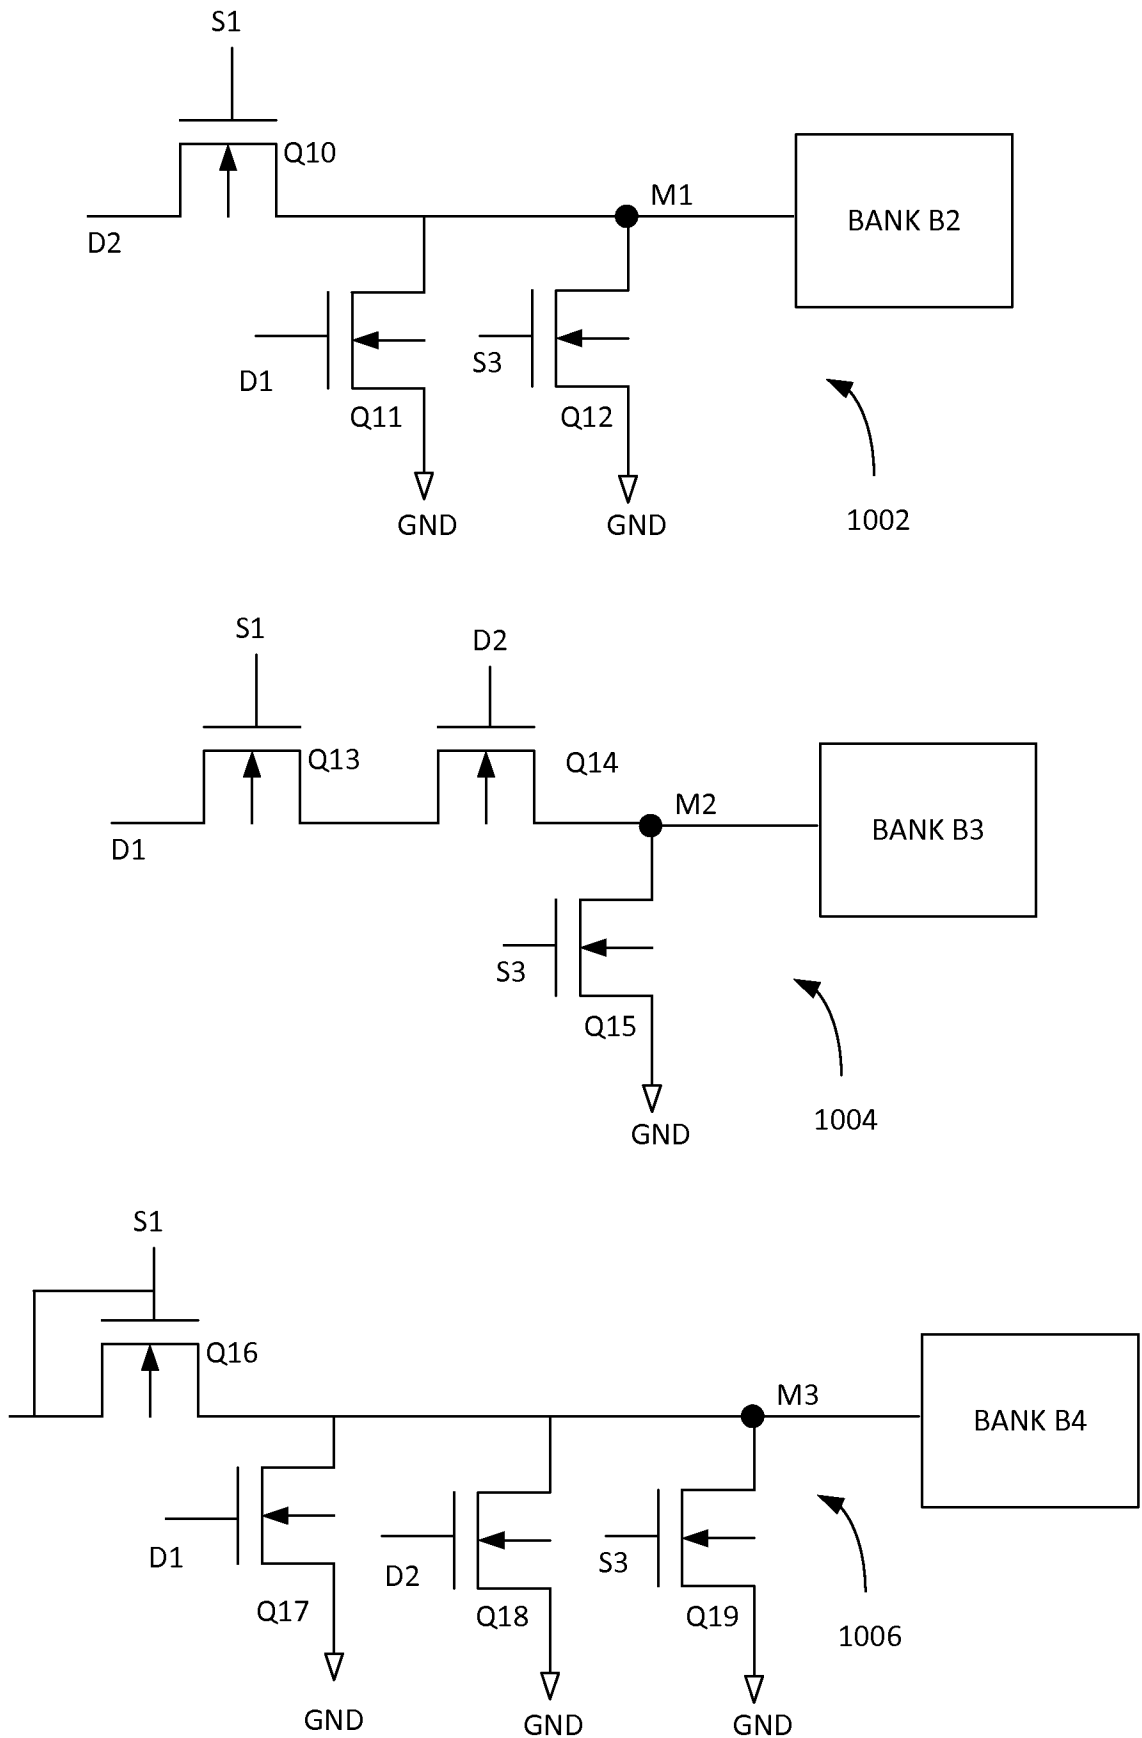 S1
Q10
M1
BANK B2
D2
D1
S3
Q11
Q12
GND
GND
1002
S1
D2
Q13
Q14
M2
BANK B3
D1
S3
Q15
GND
1004
S1
Q16
M3
BANK B4
D1
D2
S3
Q17
Q18
Q19
1006
GND
GND
GND